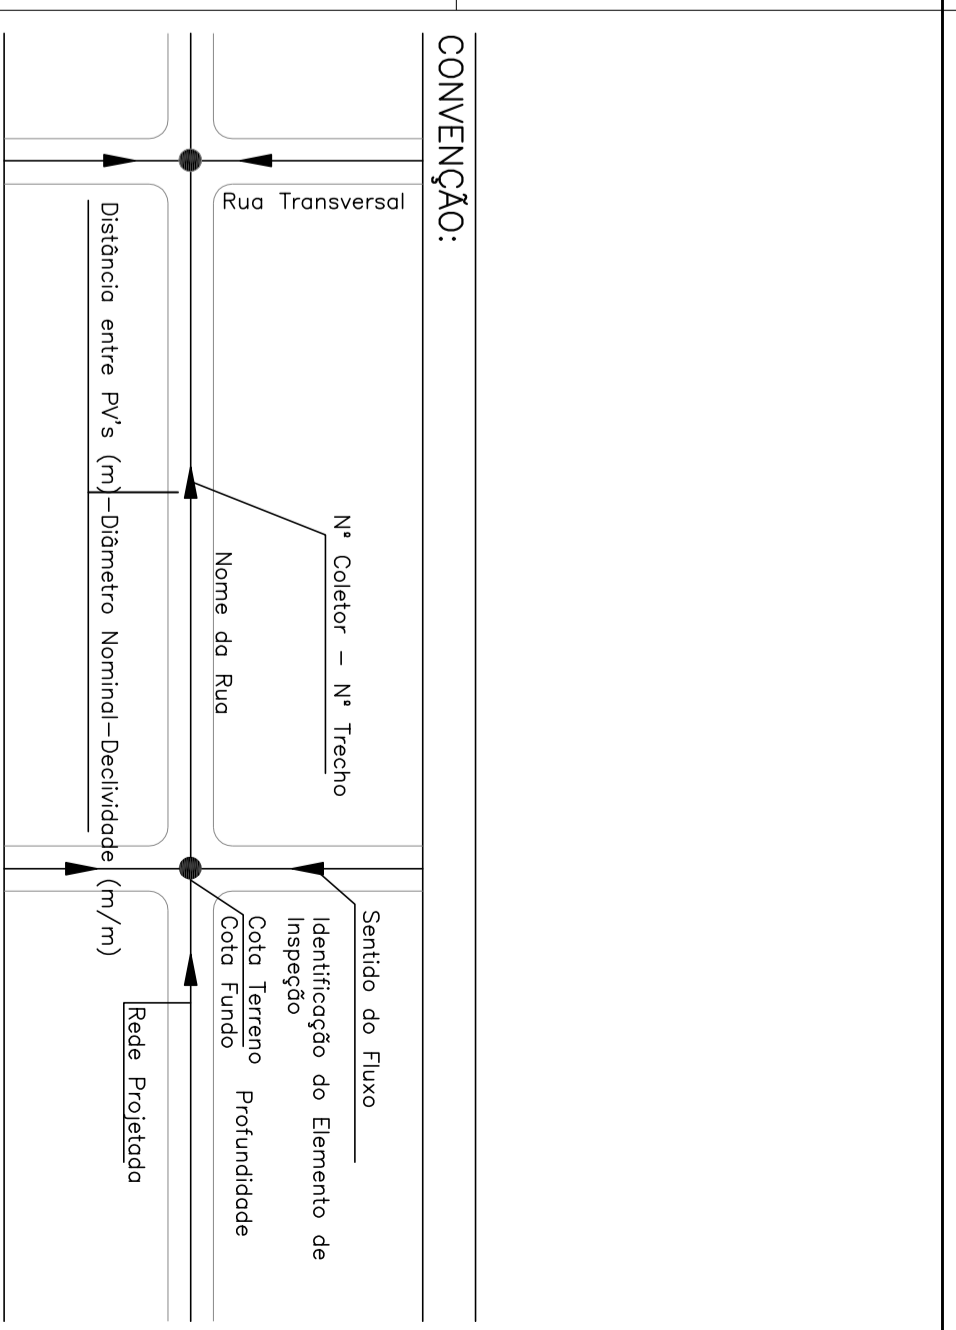 CONVENÇÃO:
Rua Transversal
Nº Coletor – Nº Trecho
Nome da Rua
Distância entre PV's (m)–Diâmetro Nominal–Declividade (m/m)
Sentido do Fluxo
Identificação do Elemento de
Inspeção
Cota Terreno
Cota Fundo
Profundidade
Rede Projetada